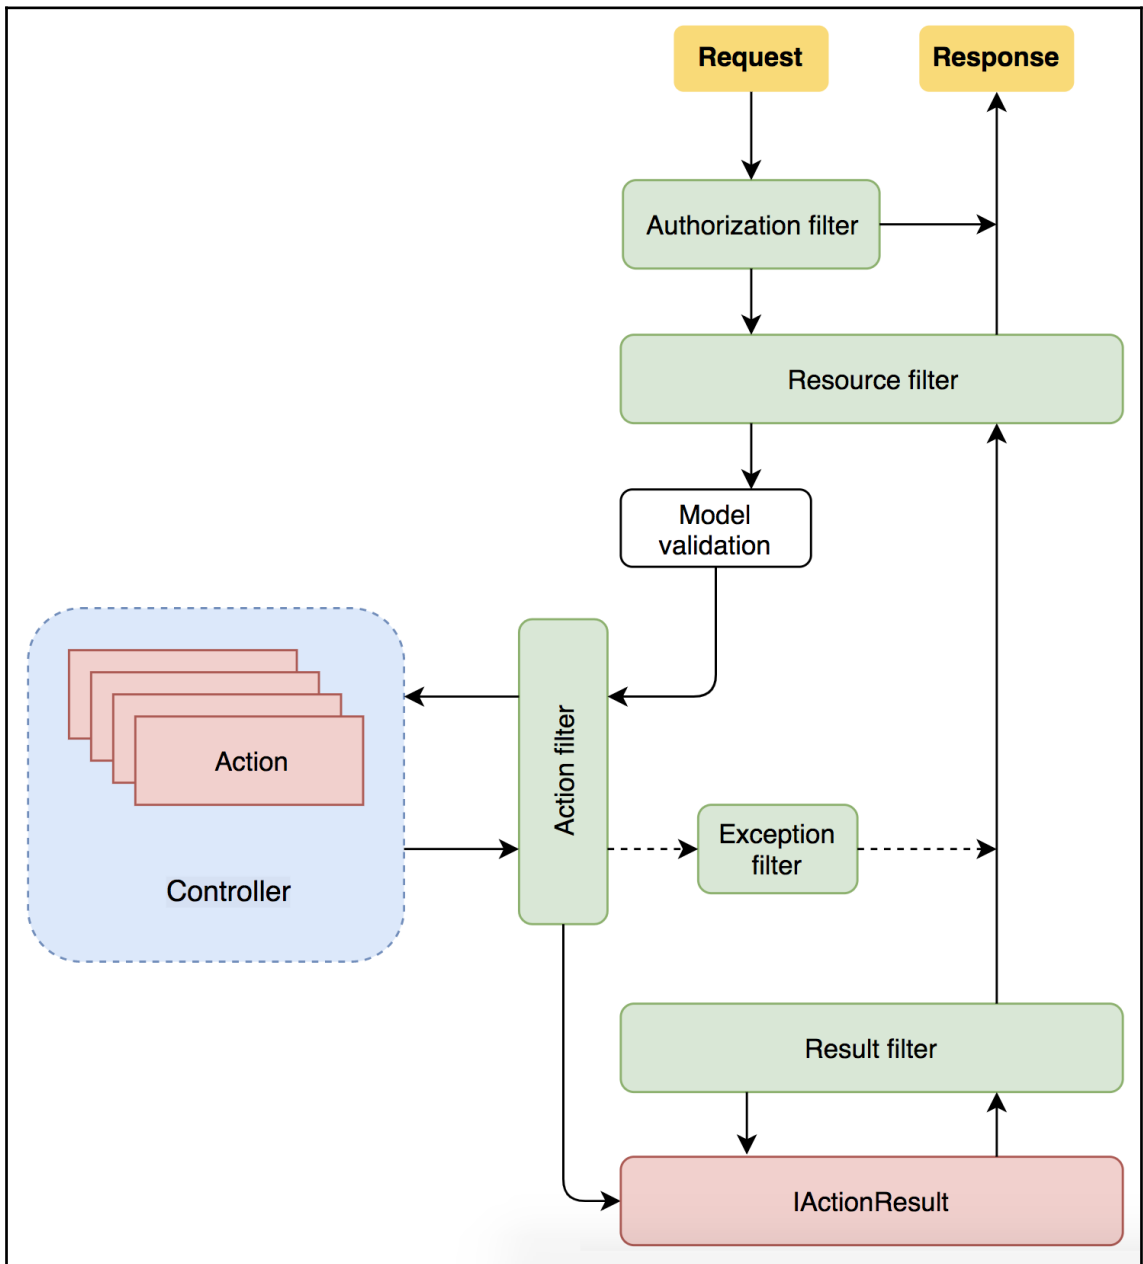 Request
Response
Authorization filter
Resource filter
Model
validation
Action filter
Action
Controller
Exception
filter
Result filter
IActionResult